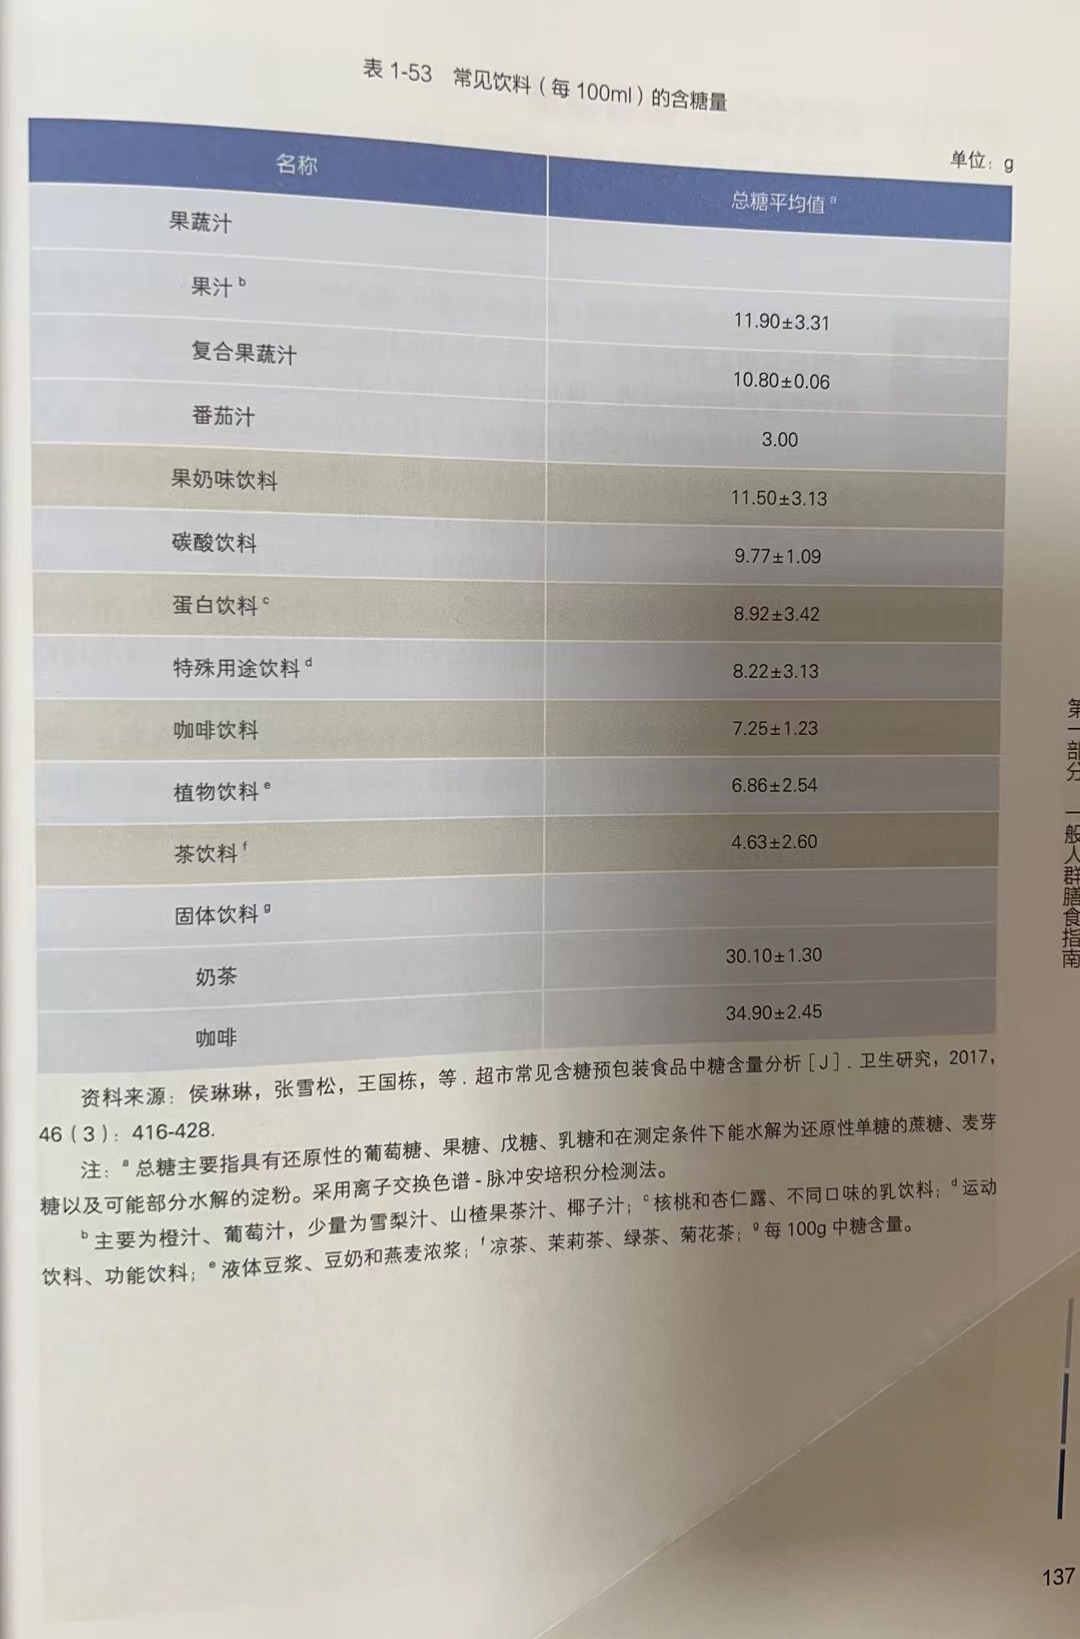 表 1-53 常见饮料（每 100ml）的含糖量
单位：g
名称 总糖平均值 a
果蔬汁
果汁 b 11.90±3.31
复合果蔬汁 10.80±0.06
番茄汁 3.00
果奶味饮料 11.50±3.13
碳酸饮料 9.77±1.09
蛋白饮料 c 8.92±3.42
特殊用途饮料 d 8.22±3.13
咖啡饮料 7.25±1.23
植物饮料 e 6.86±2.54
茶饮料 f 4.63±2.60
固体饮料 g
奶茶 30.10±1.30
咖啡 34.90±2.45
资料来源：侯琳琳，张雪松，王国栋，等．超市常见含糖预包装食品中糖含量分析［J］．卫生研究，2017，
46（3）：416-428.
注：a 总糖主要指具有还原性的葡萄糖、果糖、戊糖、乳糖和在测定条件下能水解为还原性单糖的蔗糖、麦芽
糖以及可能部分水解的淀粉。采用离子交换色谱 - 脉冲安培积分检测法。
b 主要为橙汁、葡萄汁，少量为雪梨汁、山楂果茶汁、椰子汁；c 核桃和杏仁露、不同口味的乳饮料；d 运动
饮料、功能饮料；e 液体豆浆、豆奶和燕麦浓浆；f 凉茶、茉莉茶、绿茶、菊花茶；g 每 100g 中糖含量。
第一部分 一般人群膳食指南
137